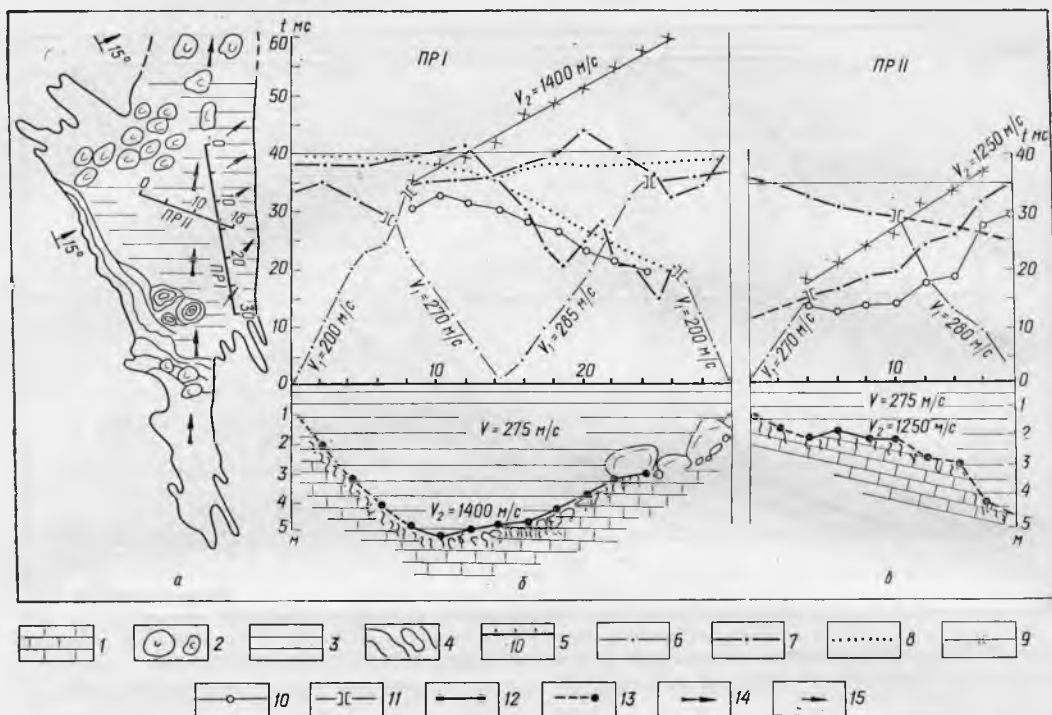 t мс
60
50
40
30
20
10
0
ПР I
V₂ = 1400 м/с
V₁ = 200 м/с
V₁ = 270 м/с
V₁ = 285 м/с
V₁ = 200 м/с
10
20
1
2
3
4
5
м
V = 275 м/с
V₂ = 1400 м/с
б
ПР II
V₂ = 1250 м/с
t мс
40
30
20
10
0
V₁ = 270 м/с
V₁ = 280 м/с
10
1
2
3
4
5
м
V = 275 м/с
V₂ = 1250 м/с
в
15°
15°
0
0
10
10
18
ПР II
20
ПР I
30
а
1
2
3
4
10
5
6
7
8
9
10
11
12
13
14
15